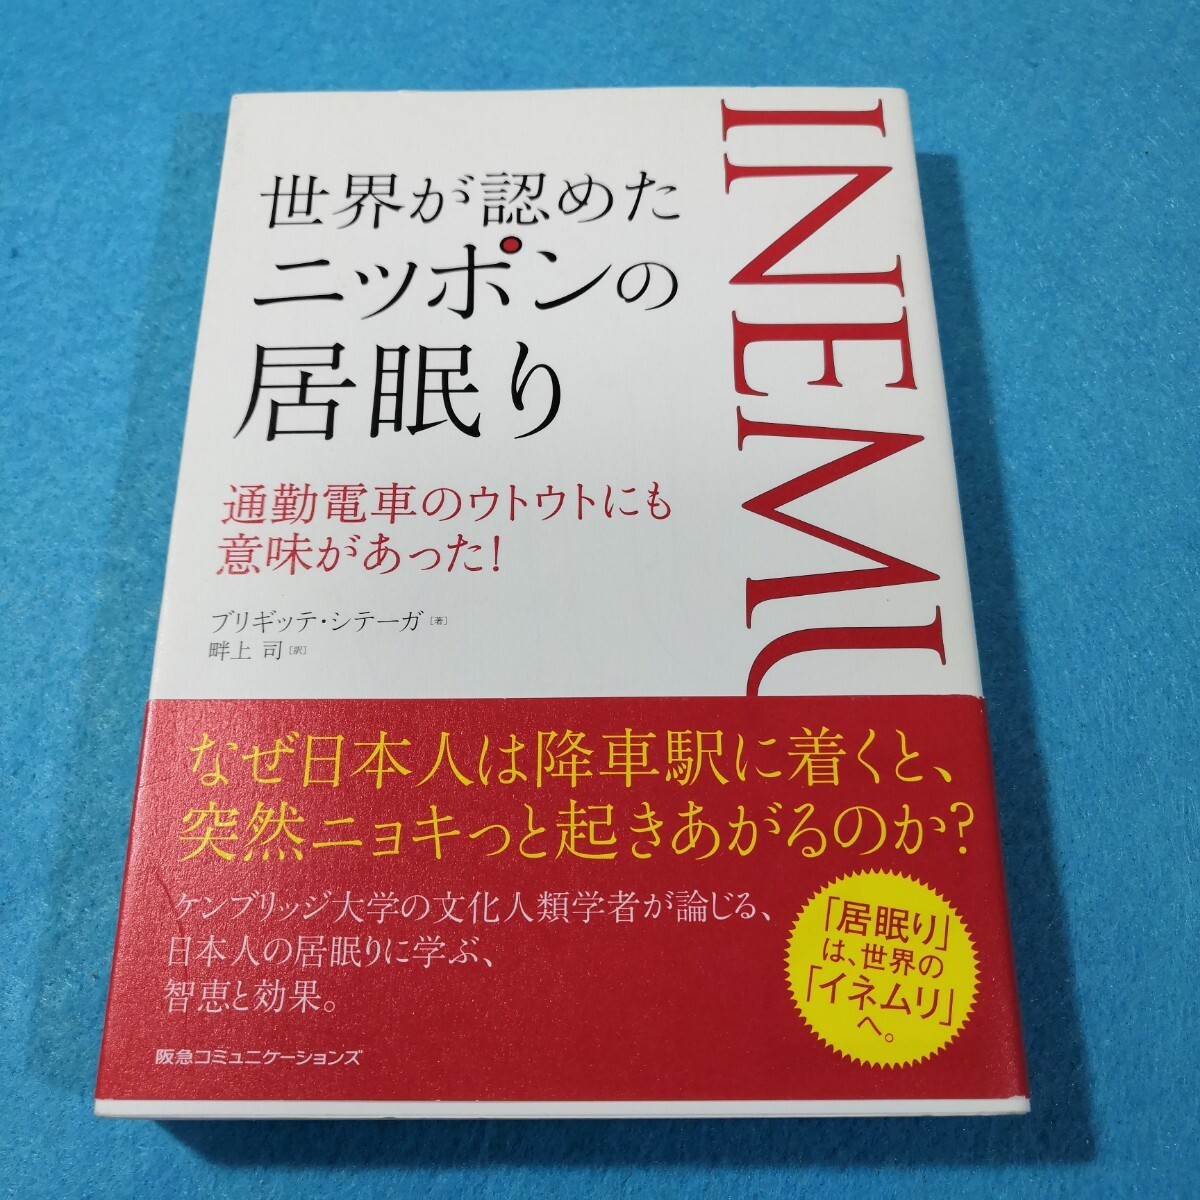 INEMU
世界が認めた
ニッポンの
居眠り
通勤電車のウトウトにも
意味があった!
ブリギッテ・シテーガ[著]
畔上 司[訳]
なぜ日本人は降車駅に着くと、
突然ニョキっと起きあがるのか?
ケンブリッジ大学の文化人類学者が論じる、
日本人の居眠りに学ぶ、
智恵と効果。
「居眠り」
は、世界の
「イネムリ」
へ。
阪急コミュニケーションズ